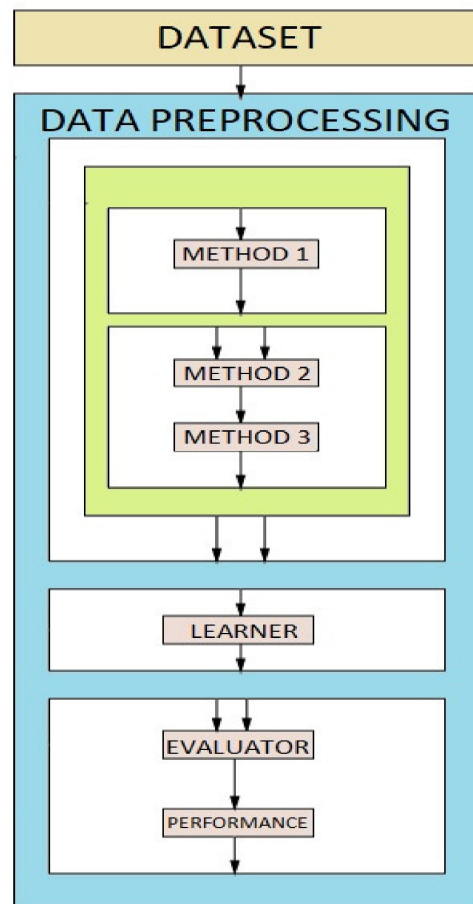 DATASET
DATA PREPROCESSING
METHOD 1
METHOD 2
METHOD 3
LEARNER
EVALUATOR
PERFORMANCE